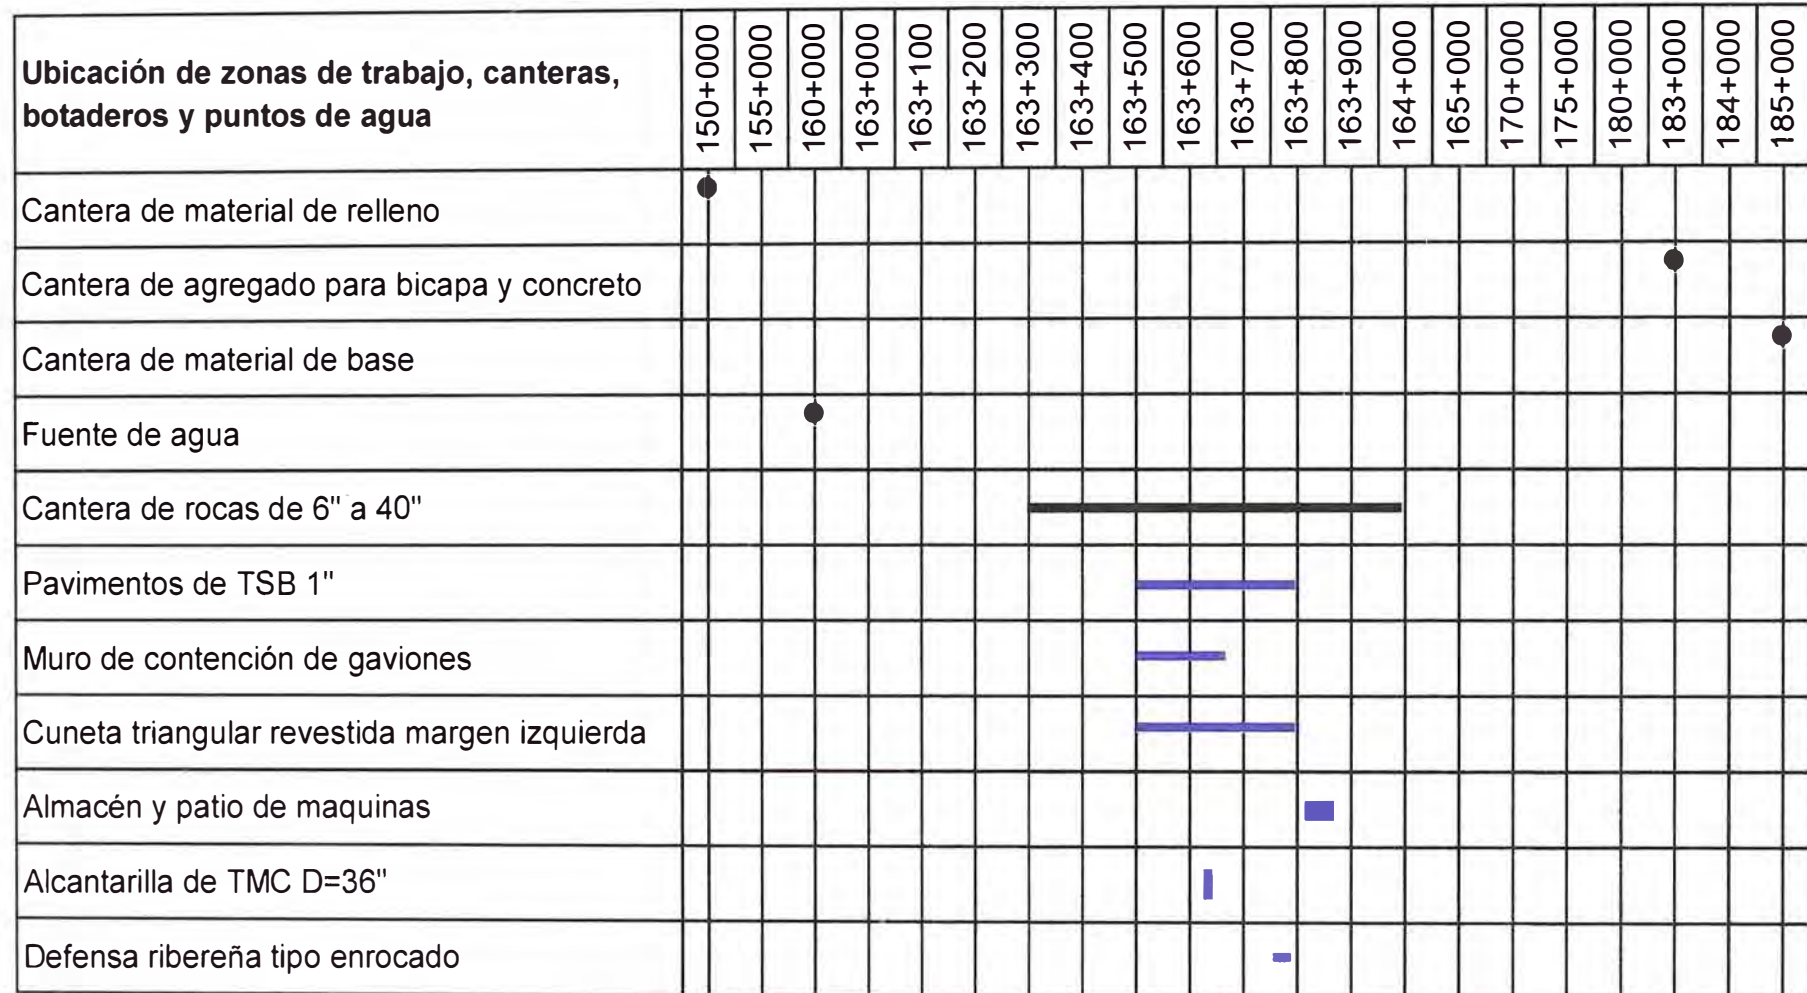 Ubicación de zonas de trabajo, canteras,
botaderos y puntos de agua
150+000
155+000
160+000
163+000
163+100
163+200
163+300
163+400
163+500
163+600
163+700
163+800
163+900
164+000
165+000
170+000
175+000
180+000
183+000
184+000
185+000
Cantera de material de relleno
Cantera de agregado para bicapa y concreto
Cantera de material de base
Fuente de agua
Cantera de rocas de 6" a 40"
Pavimentos de TSB 1"
Muro de contención de gaviones
Cuneta triangular revestida margen izquierda
Almacén y patio de maquinas
Alcantarilla de TMC D=36"
Defensa ribereña tipo enrocado